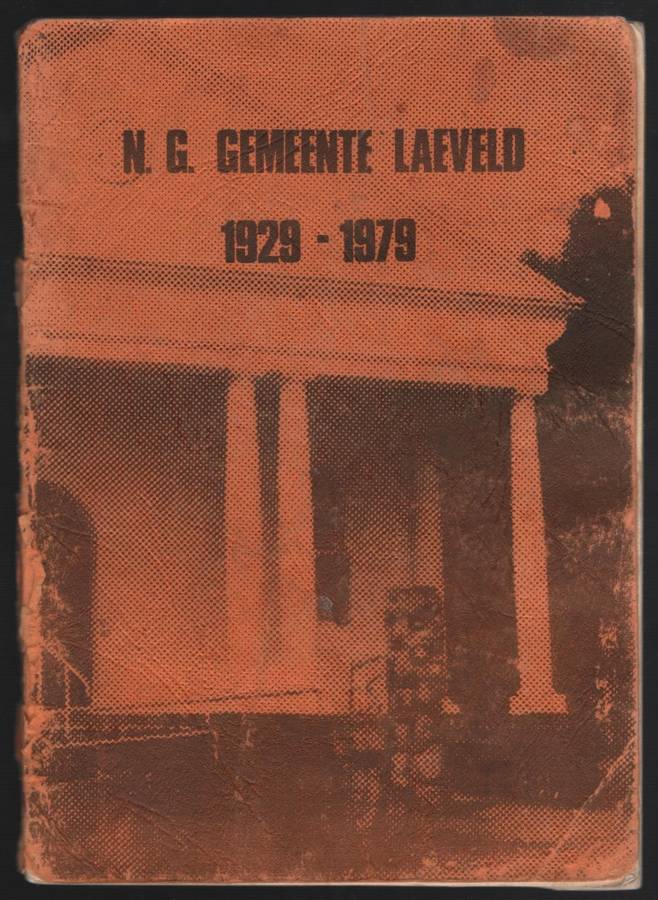 N. G. GEMEENTE LAEVELD
1929 - 1979